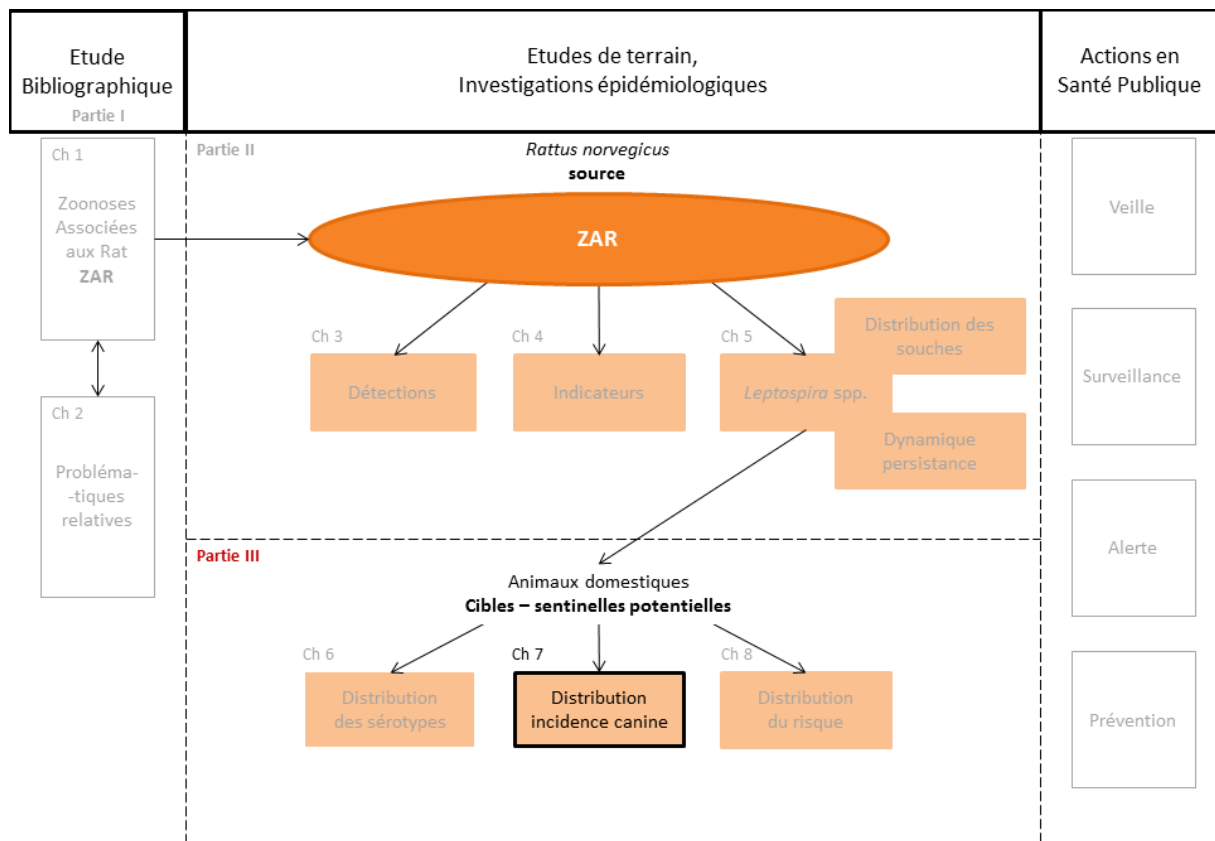 Etude
Bibliographique
Partie I
Etudes de terrain,
Investigations épidémiologiques
Actions en
Santé Publique
Ch 1
Zoonoses
Associées
aux Rat
ZAR
Ch 2
Probléma-
-tiques
relatives
Partie II
Rattus norvegicus
source
ZAR
Ch 3
Détections
Ch 4
Indicateurs
Ch 5
Leptospira spp.
Distribution des
souches
Dynamique
persistance
Partie III
Animaux domestiques
Cibles – sentinelles potentielles
Ch 6
Distribution
des sérotypes
Ch 7
Distribution
incidence canine
Ch 8
Distribution
du risque
Veille
Surveillance
Alerte
Prévention